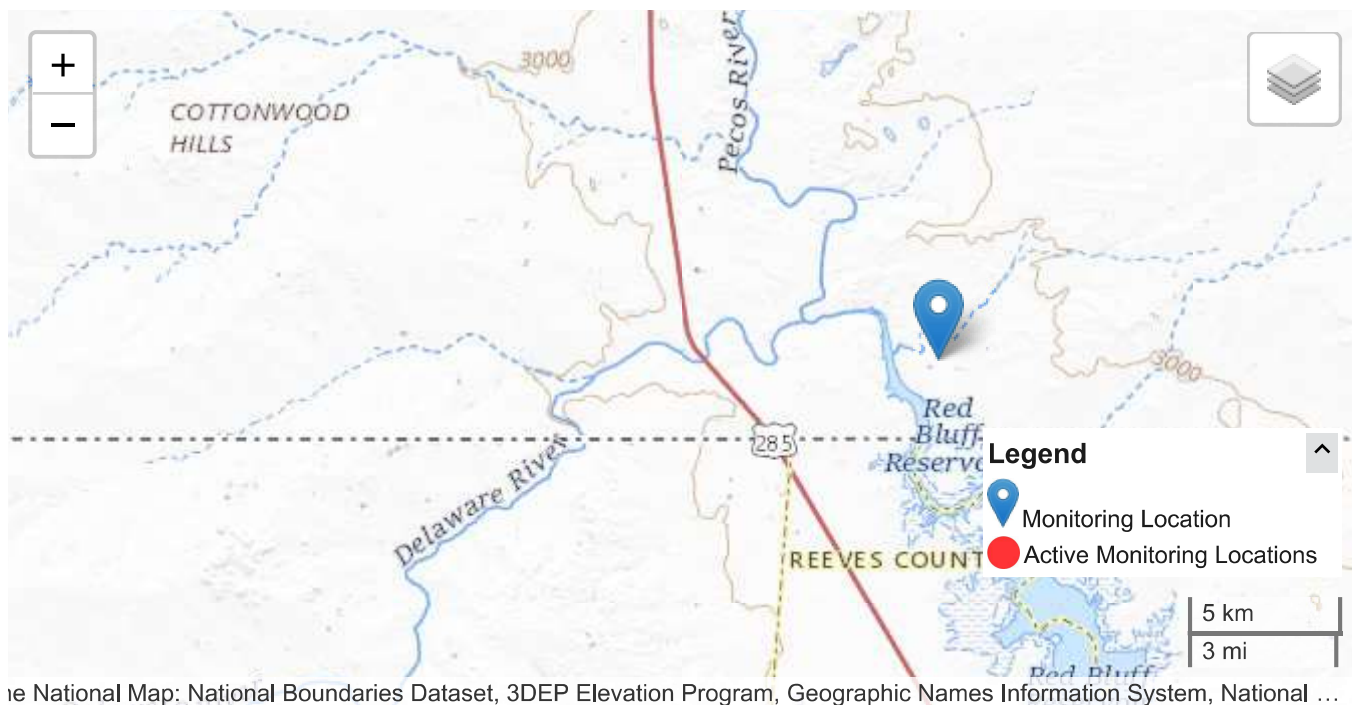 +
−
COTTONWOOD
HILLS
3000
Pecos River
3000
Red
Bluff
285
Delaware River
REEVES COUNT
Legend
Monitoring Location
Active Monitoring Locations
5 km
3 mi
Red Bluff
e National Map: National Boundaries Dataset, 3DEP Elevation Program, Geographic Names Information System, National …